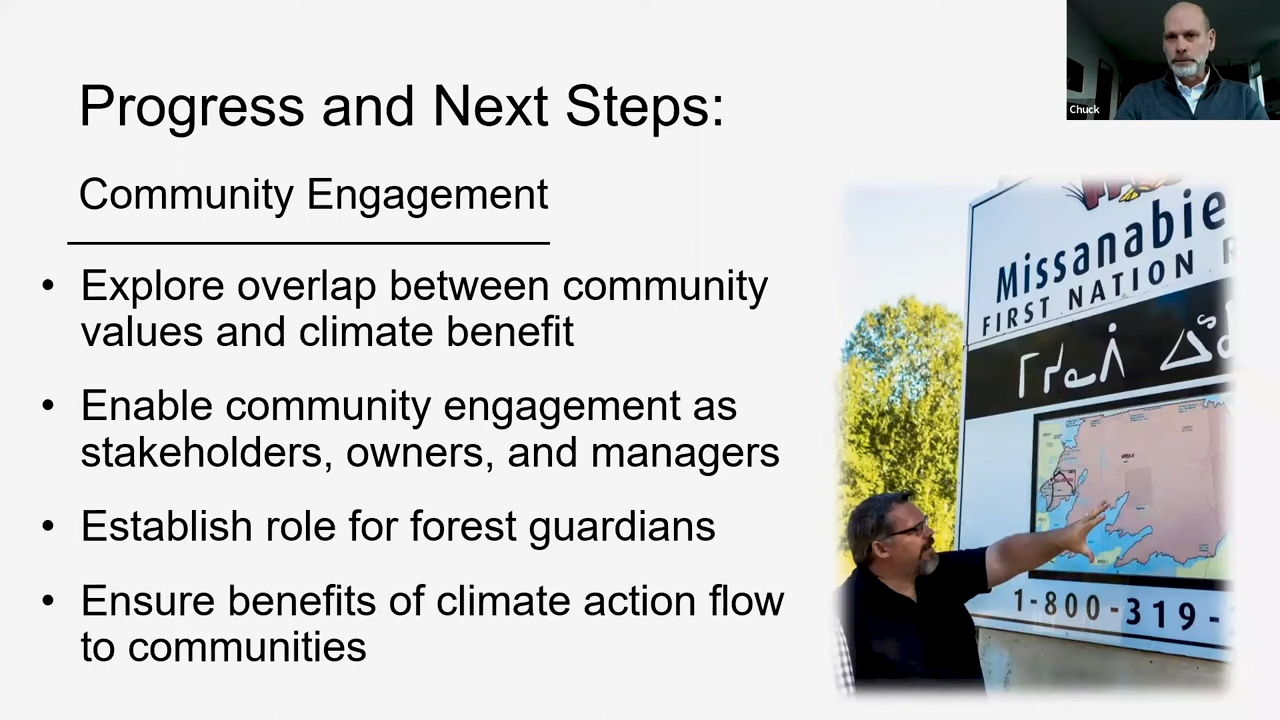 Chuck
Progress and Next Steps:
Community Engagement
• Explore overlap between community
values and climate benefit
• Enable community engagement as
stakeholders, owners, and managers
• Establish role for forest guardians
• Ensure benefits of climate action flow
to communities
Missanabie
FIRST NATION
1-800-319-